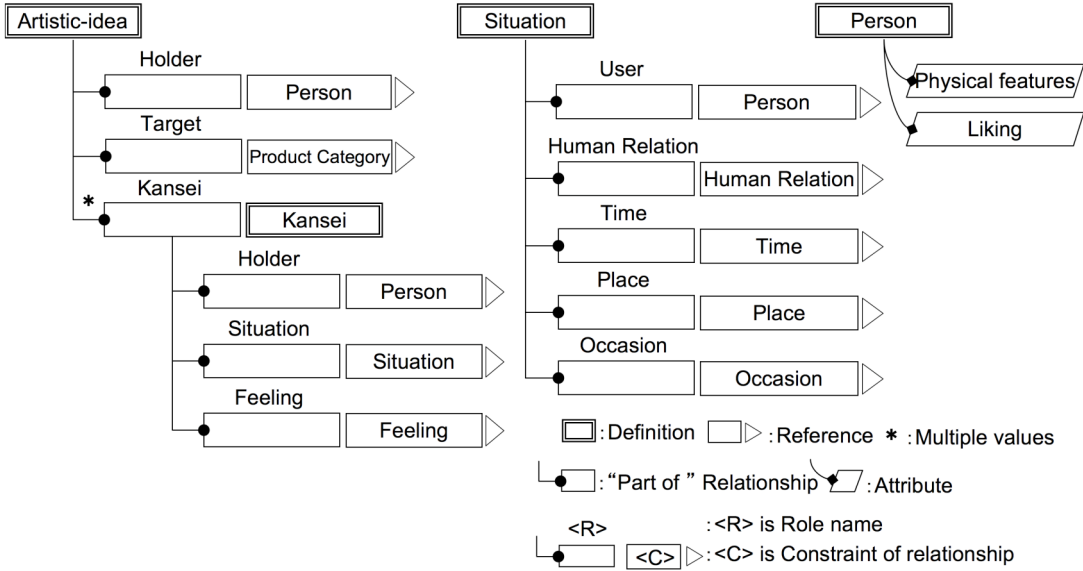 Artistic-idea
Holder
Person
Target
Product Category
Kansei
*
Kansei
Holder
Person
Situation
Situation
Feeling
Feeling
Situation
User
Person
Human Relation
Human Relation
Time
Time
Place
Place
Occasion
Occasion
Person
Physical features
Liking
: Definition
: Reference
* : Multiple values
: “Part of ” Relationship
: Attribute
<R> : <R> is Role name
<C> : <C> is Constraint of relationship